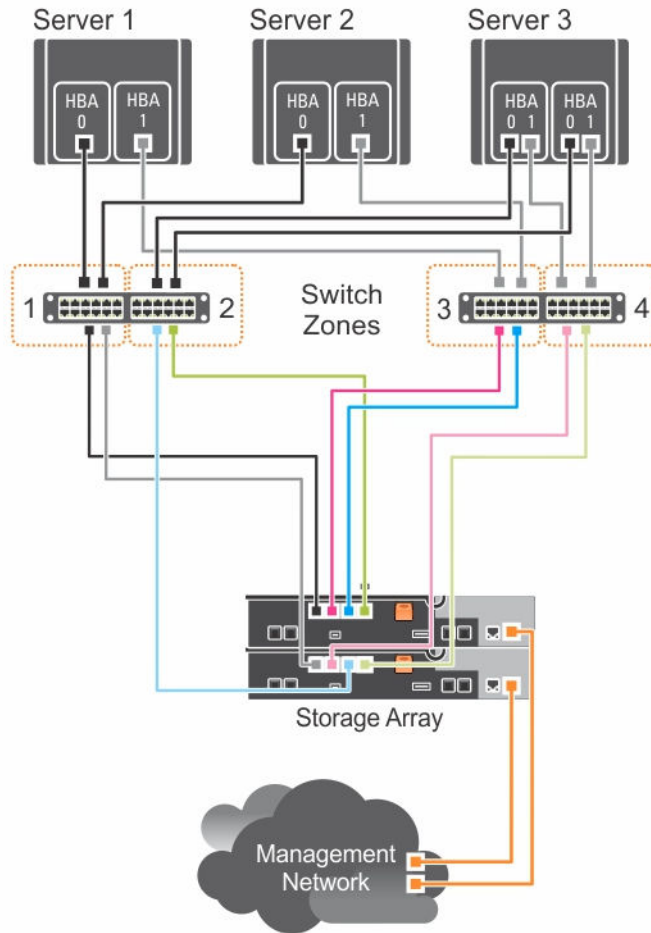 Server 1
Server 2
Server 3
HBA
0
HBA
1
HBA
0
HBA
1
HBA
0 1
HBA
0 1
1
2
Switch
Zones
3
4
Storage Array
Management
Network